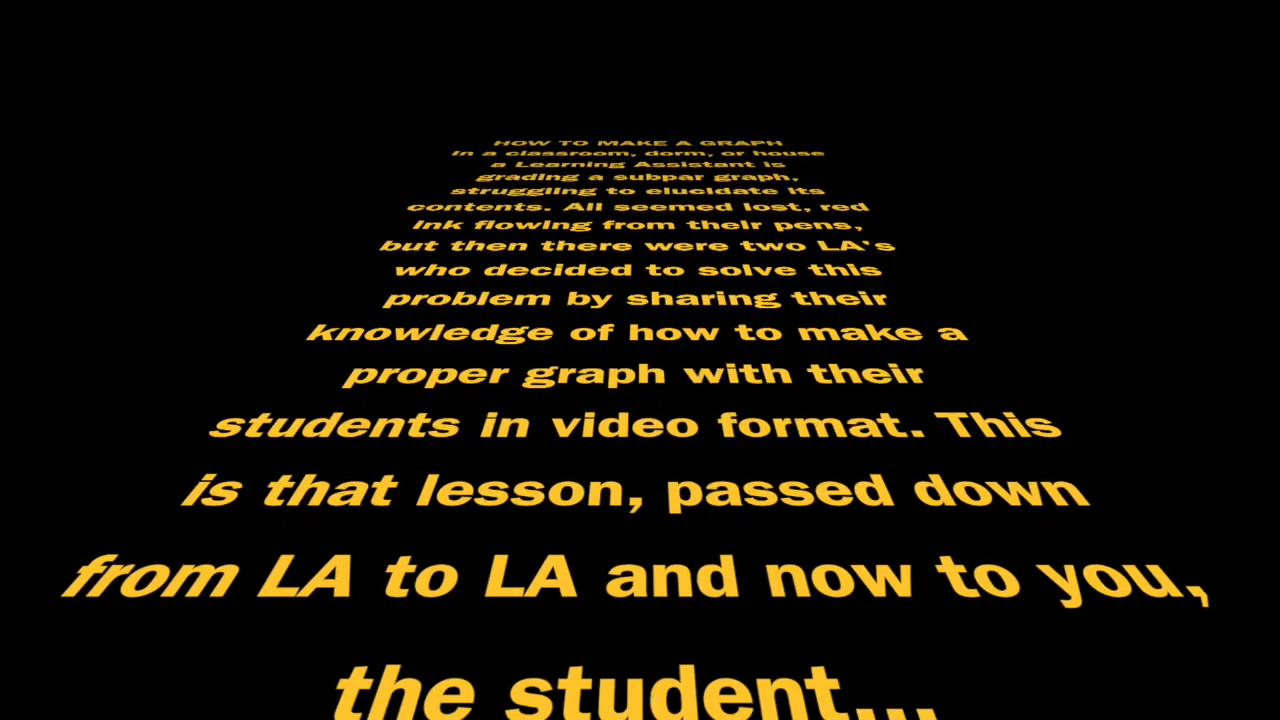 HOW TO MAKE A GRAPH
In a classroom, dorm, or house
a Learning Assistant is
grading a subpar graph,
struggling to elucidate its
contents. All seemed lost, red
ink flowing from their pens,
but then there were two LA's
who decided to solve this
problem by sharing their
knowledge of how to make a
proper graph with their
students in video format. This
is that lesson, passed down
from LA to LA and now to you,
the student...